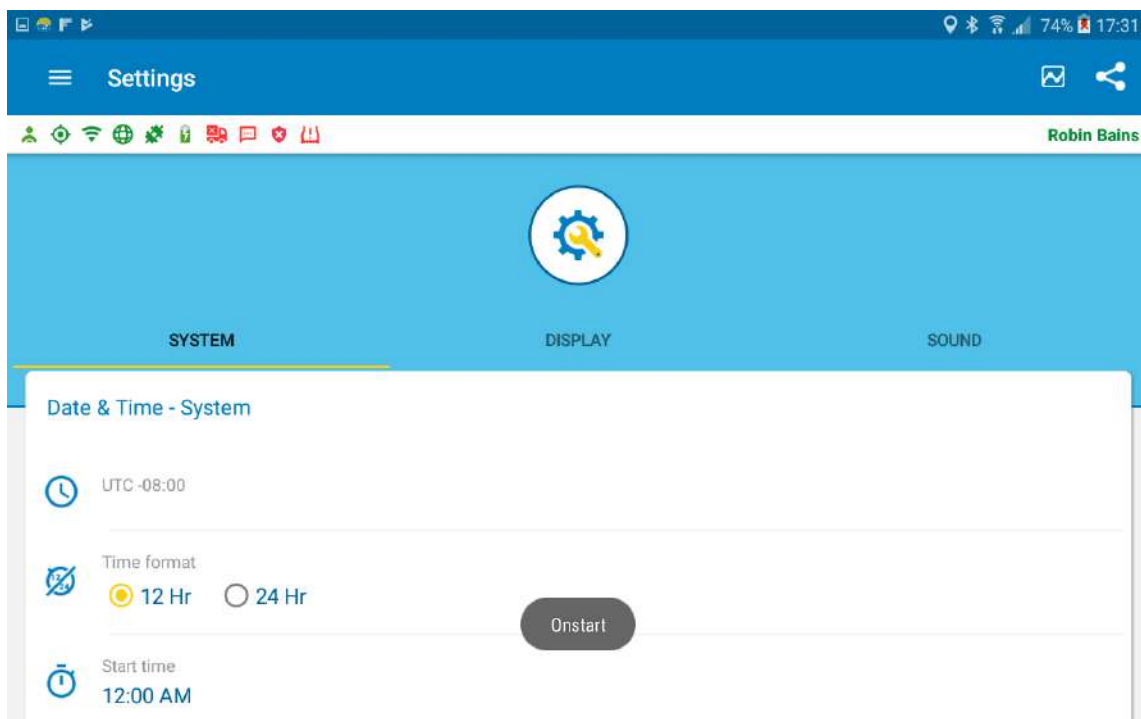 74% 17:31
Settings
Robin Bains
SYSTEM DISPLAY SOUND
Date & Time - System
UTC -08:00
Time format
12 Hr 24 Hr
Onstart
Start time
12:00 AM